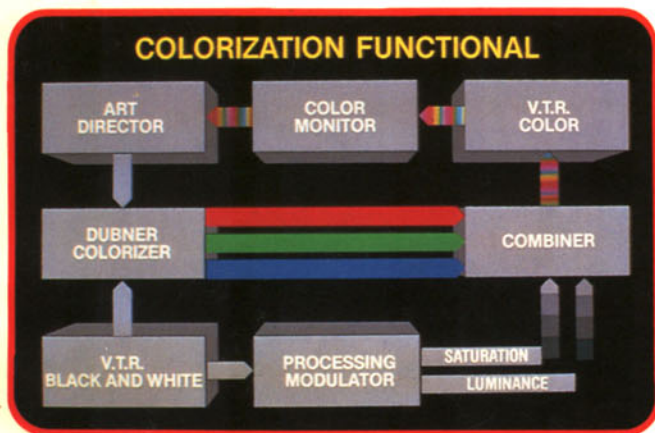 COLORIZATION FUNCTIONAL
ART
DIRECTOR
COLOR
MONITOR
V.T.R.
COLOR
DUBNER
COLORIZER
COMBINER
V.T.R.
BLACK AND WHITE
PROCESSING
MODULATOR
SATURATION
LUMINANCE